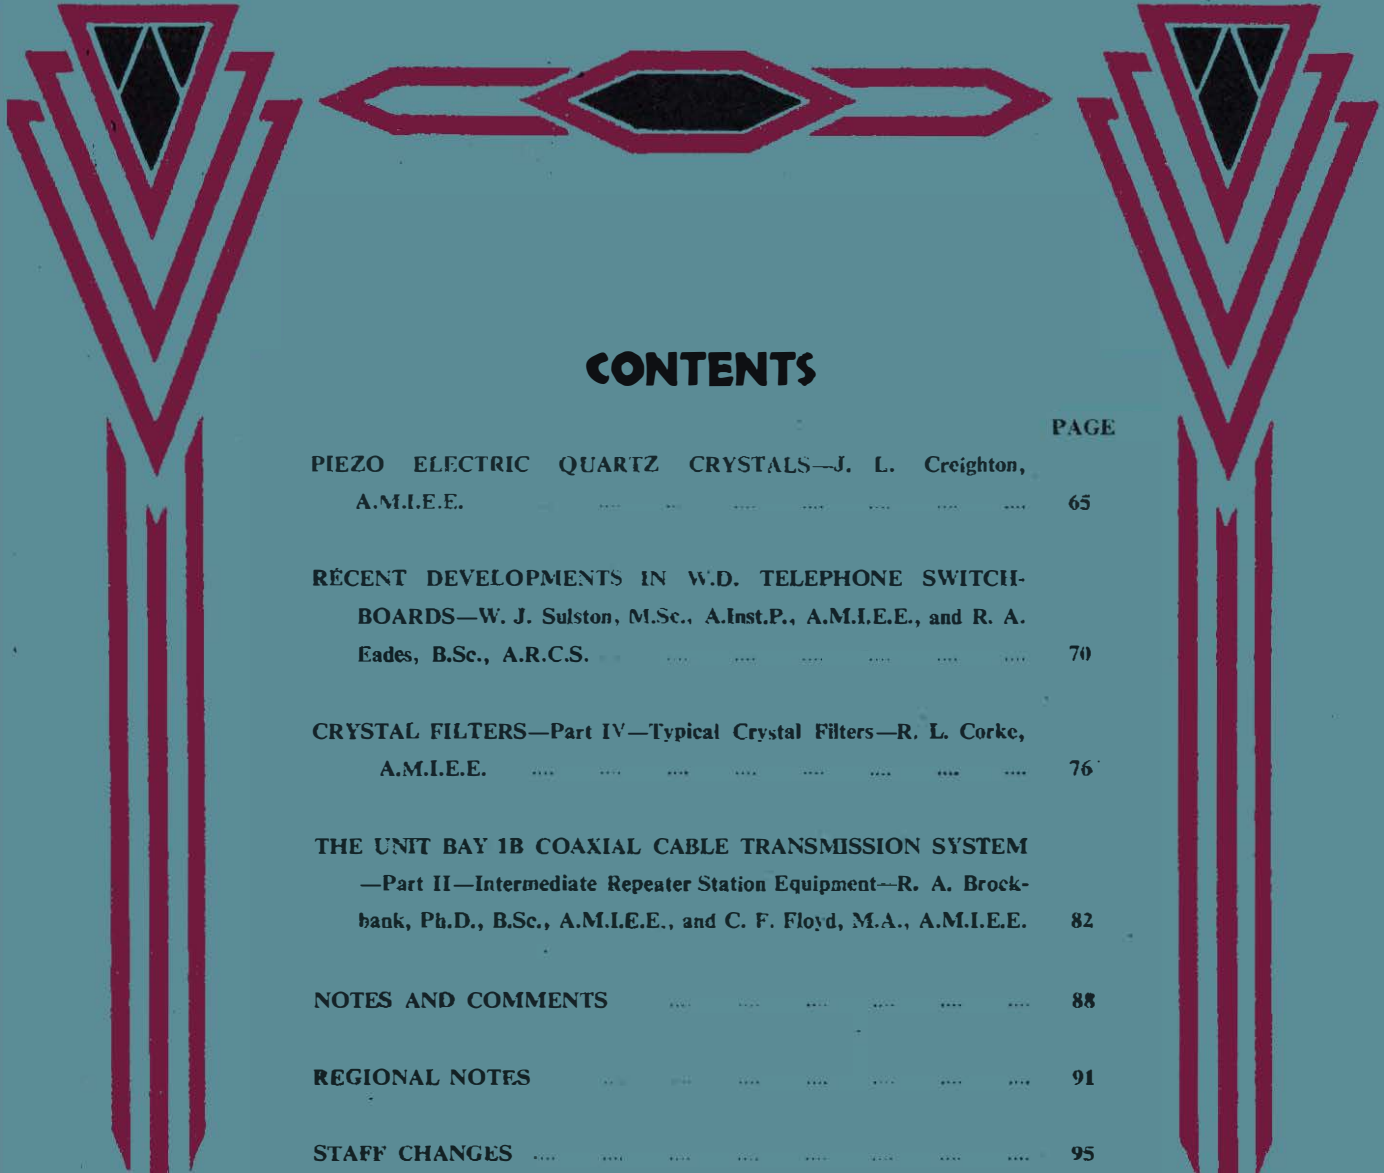 CONTENTS
PAGE
PIEZO ELECTRIC QUARTZ CRYSTALS—J. L. Creighton,
A.M.I.E.E. .... .... .... .... .... .... .... 65
RECENT DEVELOPMENTS IN W.D. TELEPHONE SWITCH-
BOARDS—W. J. Sulston, M.Sc., A.Inst.P., A.M.I.E.E., and R. A.
Eades, B.Sc., A.R.C.S. .... .... .... .... .... .... 70
CRYSTAL FILTERS—Part IV—Typical Crystal Filters—R. L. Corke,
A.M.I.E.E. .... .... .... .... .... .... .... .... 76
THE UNIT BAY 1B COAXIAL CABLE TRANSMISSION SYSTEM
—Part II—Intermediate Repeater Station Equipment—R. A. Brock-
bank, Ph.D., B.Sc., A.M.I.E.E., and C. F. Floyd, M.A., A.M.I.E.E. 82
NOTES AND COMMENTS .... .... .... .... .... .... 88
REGIONAL NOTES .... .... .... .... .... .... .... 91
STAFF CHANGES .... .... .... .... .... .... .... .... 95